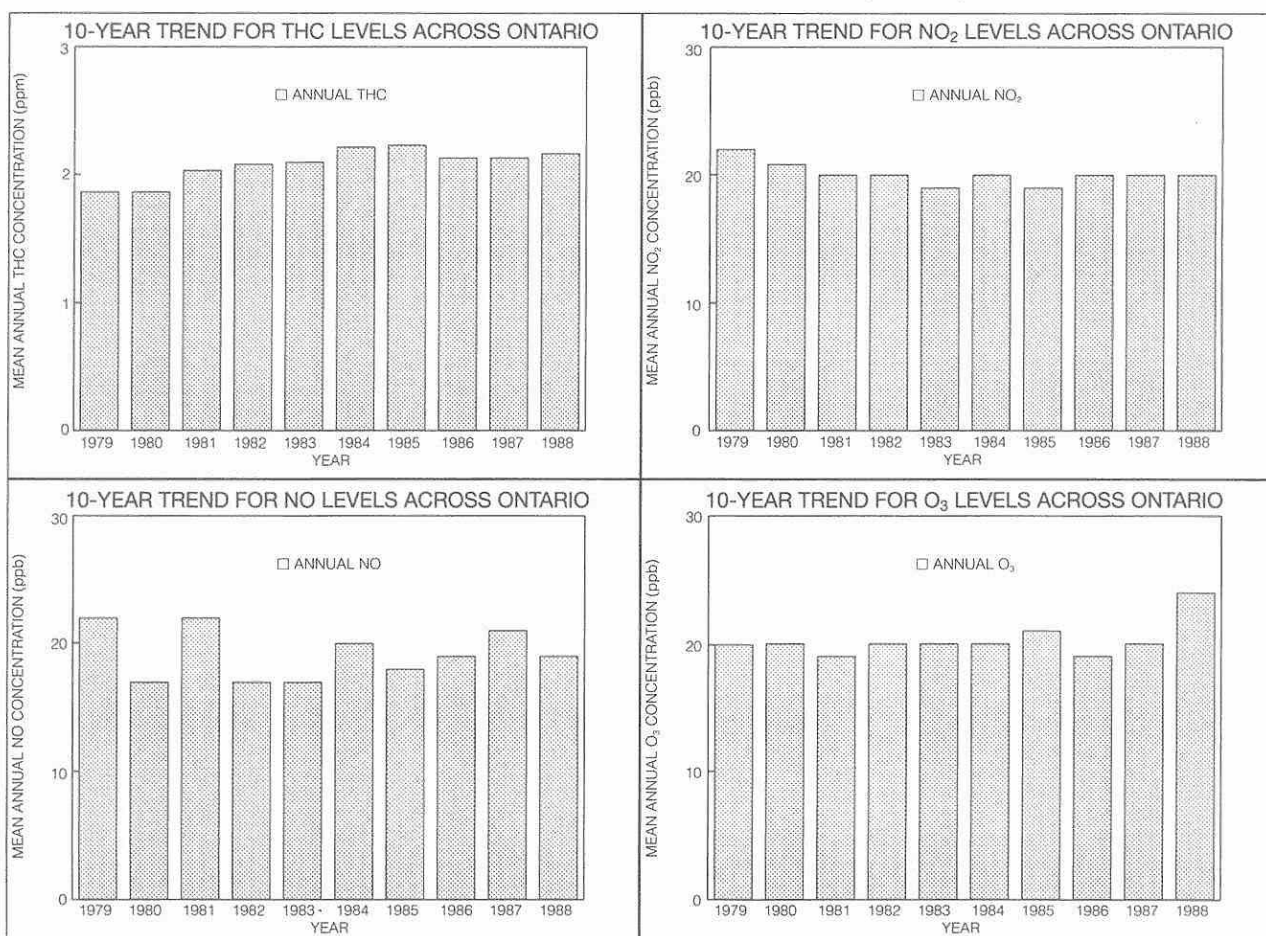 10-YEAR TREND FOR THC LEVELS ACROSS ONTARIO
MEAN ANNUAL THC CONCENTRATION (ppm)
3
2
1
0
ANNUAL THC
1979 1980 1981 1982 1983 1984 1985 1986 1987 1988
YEAR
10-YEAR TREND FOR NO₂ LEVELS ACROSS ONTARIO
MEAN ANNUAL NO₂ CONCENTRATION (ppb)
30
20
10
0
ANNUAL NO₂
1979 1980 1981 1982 1983 1984 1985 1986 1987 1988
YEAR
10-YEAR TREND FOR NO LEVELS ACROSS ONTARIO
MEAN ANNUAL NO CONCENTRATION (ppb)
30
20
10
0
ANNUAL NO
1979 1980 1981 1982 1983 1984 1985 1986 1987 1988
YEAR
10-YEAR TREND FOR O₃ LEVELS ACROSS ONTARIO
MEAN ANNUAL O₃ CONCENTRATION (ppb)
30
20
10
0
ANNUAL O₃
1979 1980 1981 1982 1983 1984 1985 1986 1987 1988
YEAR